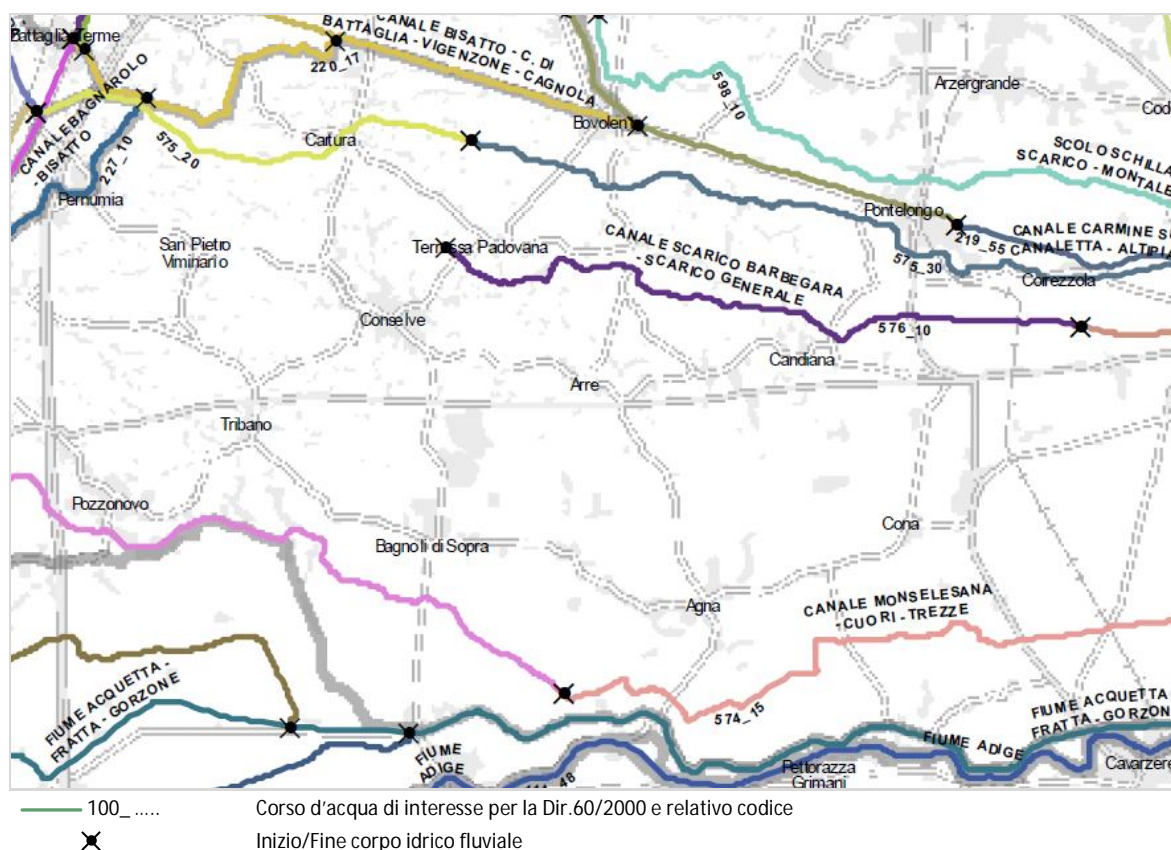 Battaglia Terme
CANALE BISATTO - C. DI
BATTAGLIA - VIGENZONE - CAGNOLA
220_17
598_10
Arzergrande
CANALE BAGNAROLO
- BISATTO
227_10
575_20
Cartura
Bovolen
SCOLO SCHILLA
SCARICO - MONTALE
Pernumia
Pontelongo
219_55
CANALE CARMINE SU
CANALETTA - ALTIPIA
San Pietro
Viminario
Terrassa Padovana
CANALE SCARICO BARBEGARA
- SCARICO GENERALE
575_30
Correzzola
Conselve
576_10
Candiana
Arre
Tribano
Pozzonovo
Cona
Bagnoli di Sopra
Agna
CANALE MONSELESANA
- CUORI - TREZZE
574_15
FIUME ACQUETTA -
FRATTA - GORZONE
FIUME
ADIGE
FIUME ACQUETTA
FRATTA - GORZON
FIUME ADIGE
Pettorazza
Grimani
Cavarzere
100_ .....
Corso d'acqua di interesse per la Dir.60/2000 e relativo codice
Inizio/Fine corpo idrico fluviale